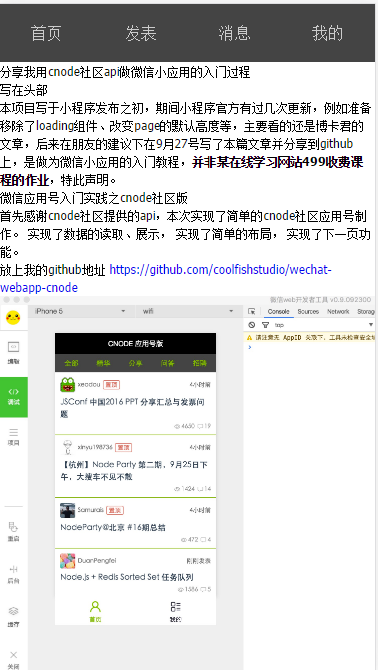 首页 发表 消息 我的
分享我用cnode社区api做微信小应用的入门过程
写在头部
本项目写于小程序发布之初，期间小程序官方有过几次更新，例如准备
移除了loading组件、改变page的默认高度等，主要看的还是博卡君的
文章，后来在朋友的建议下在9月27号写了本篇文章并分享到github
上，是做为微信小应用的入门教程，并非某在线学习网站499收费课
程的作业，特此声明。
微信应用号入门实践之cnode社区版
首先感谢cnode社区提供的api，本次实现了简单的cnode社区应用号制
作。 实现了数据的读取、展示， 实现了简单的布局， 实现了下一页功
能。
放上我的github地址 https://github.com/coolfishstudio/wechat-
webapp-cnode
微信web开发者工具 v0.9.092300
iPhone 5 wifi Console Sources Network Storage
top
请注意无 AppID 关联下，工具未检查安全域
编辑
调试
项目
重启
后台
缓存
关闭
CNODE 应用号版
全部 精华 分享 问答 招聘
xeodou 置顶 4小时前
JSConf 中国2016 PPT 分享汇总与发票问
题
4650 19
xinyu198736 置顶 4小时前
【杭州】Node Party 第二期，9月25日下
午，大搜车不见不散
1424 14
Samurais 置顶 4小时前
NodeParty@北京 #16期总结
472 4
DuanPengfei 刚刚发表
Node.js + Redis Sorted Set 任务队列
1386 5
首页 我的